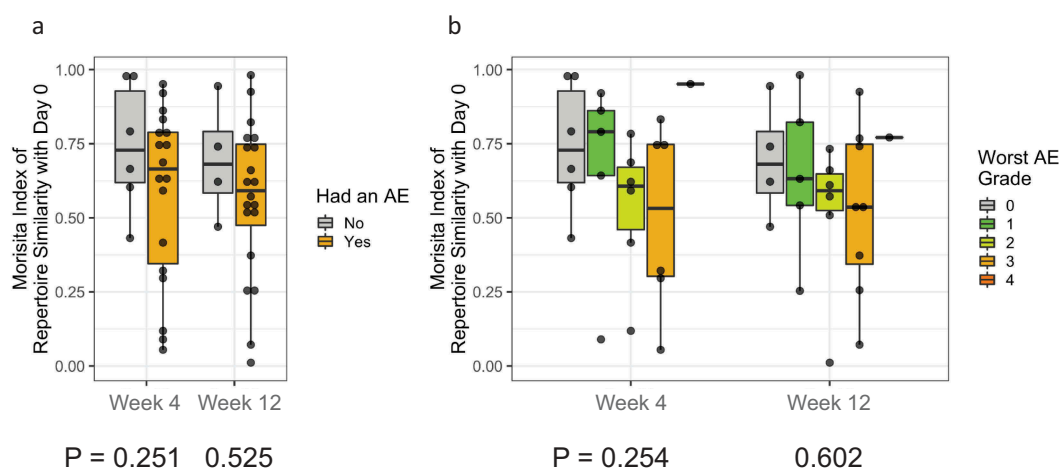 a
Morisita Index of
Repertoire Similarity with Day 0
1.00
0.75
0.50
0.25
0.00
Week 4 Week 12
Had an AE
No
Yes
P = 0.251 0.525
b
Morisita Index of
Repertoire Similarity with Day 0
1.00
0.75
0.50
0.25
0.00
Week 4 Week 12
Worst AE
Grade
0
1
2
3
4
P = 0.254 0.602